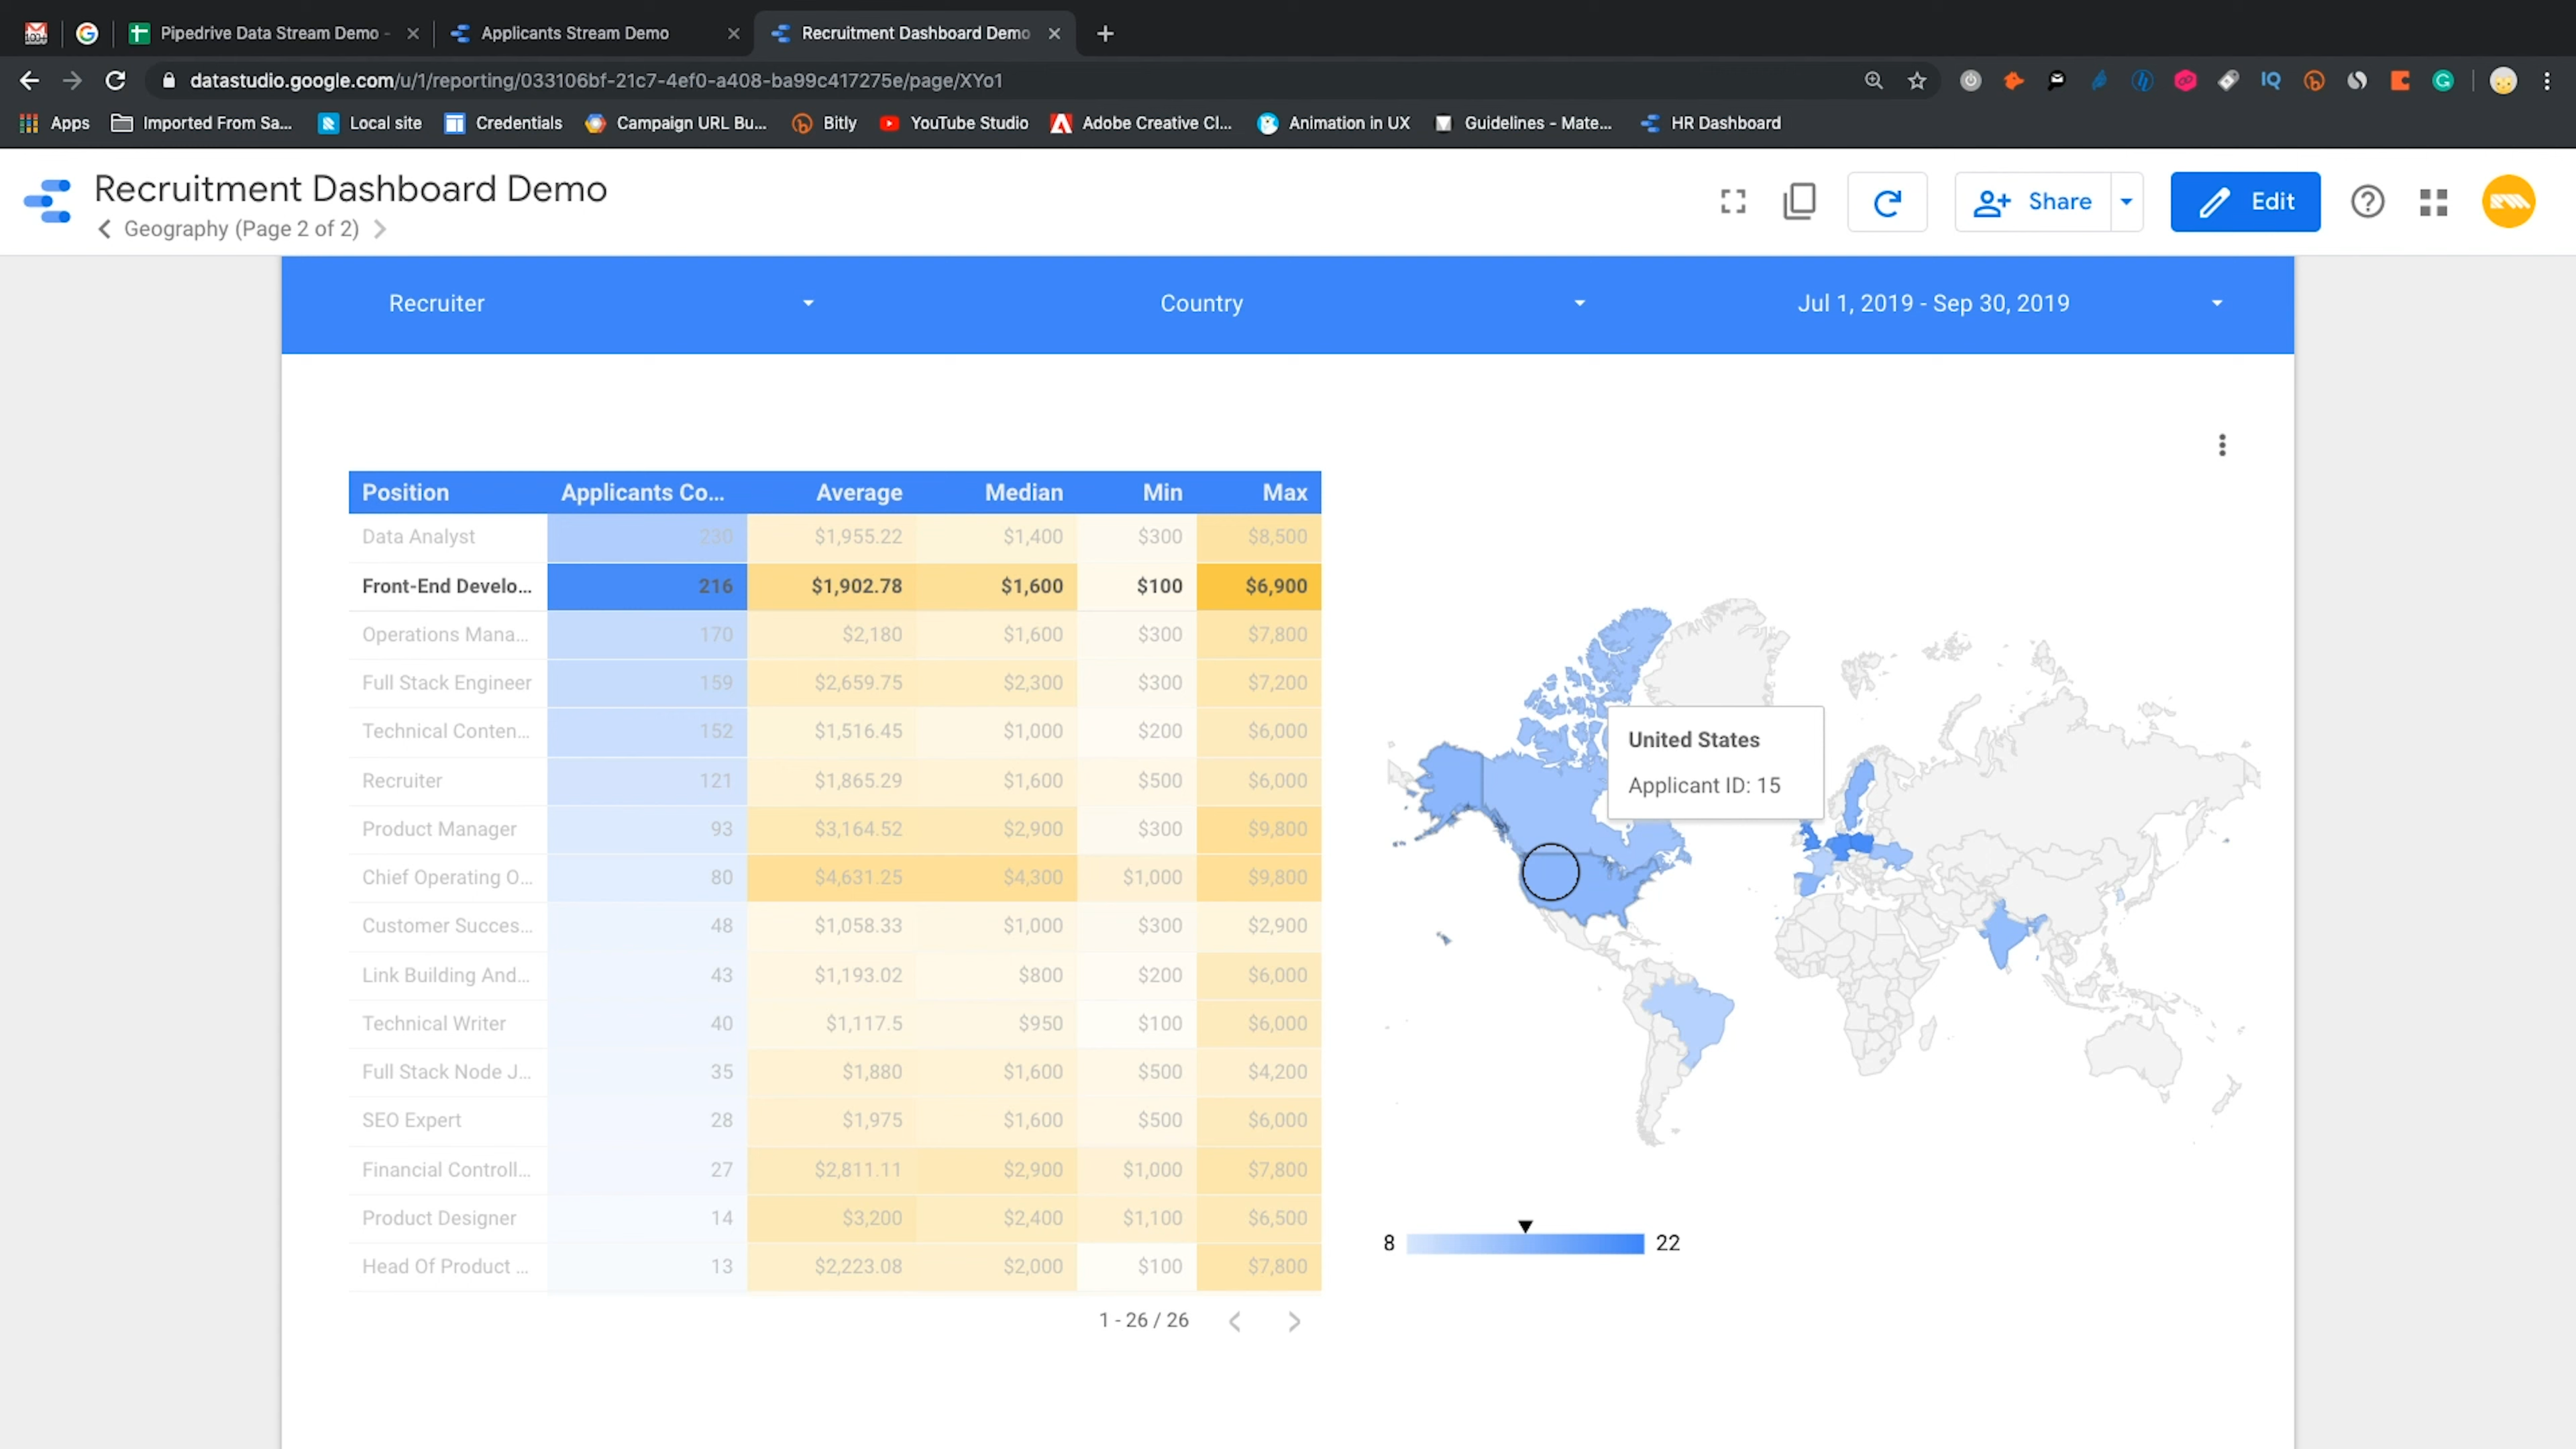 Pipedrive Data Stream Demo -
Applicants Stream Demo
Recruitment Dashboard Demo
datastudio.google.com/u/1/reporting/033106bf-21c7-4ef0-a408-ba99c417275e/page/XYo1
IQ
Apps
Imported From Sa...
Local site
Credentials
Campaign URL Bu...
Bitly
YouTube Studio
Adobe Creative Cl...
Animation in UX
Guidelines - Mate...
HR Dashboard
Recruitment Dashboard Demo
Geography (Page 2 of 2)
Share
Edit
Recruiter
Country
Jul 1, 2019 - Sep 30, 2019
Position Applicants Co... Average Median Min Max
Data Analyst 230 $1,955.22 $1,400 $300 $8,500
Front-End Develo... 216 $1,902.78 $1,600 $100 $6,900
Operations Mana... 170 $2,180 $1,600 $300 $7,800
Full Stack Engineer 159 $2,659.75 $2,300 $300 $7,200
Technical Conten... 152 $1,516.45 $1,000 $200 $6,000
Recruiter 121 $1,865.29 $1,600 $500 $6,000
Product Manager 93 $3,164.52 $2,900 $300 $9,800
Chief Operating O... 80 $4,631.25 $4,300 $1,000 $9,800
Customer Succes... 48 $1,058.33 $1,000 $300 $2,900
Link Building And... 43 $1,193.02 $800 $200 $6,000
Technical Writer 40 $1,117.5 $950 $100 $6,000
Full Stack Node J... 35 $1,880 $1,600 $500 $4,200
SEO Expert 28 $1,975 $1,600 $500 $6,000
Financial Controll... 27 $2,811.11 $2,900 $1,000 $7,800
Product Designer 14 $3,200 $2,400 $1,100 $6,500
Head Of Product ... 13 $2,223.08 $2,000 $100 $7,800
1 - 26 / 26
United States
Applicant ID: 15
8 22